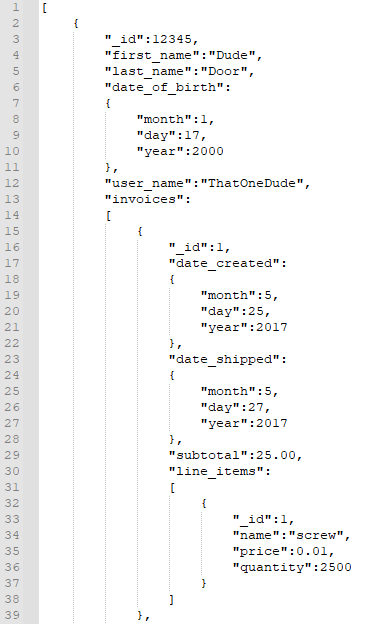 1 [
2 {
3 "_id":12345,
4 "first_name":"Dude",
5 "last_name":"Door",
6 "date_of_birth":
7 {
8 "month":1,
9 "day":17,
10 "year":2000
11 },
12 "user_name":"ThatOneDude",
13 "invoices":
14 [
15 {
16 "_id":1,
17 "date_created":
18 {
19 "month":5,
20 "day":25,
21 "year":2017
22 },
23 "date_shipped":
24 {
25 "month":5,
26 "day":27,
27 "year":2017
28 },
29 "subtotal":25.00,
30 "line_items":
31 [
32 {
33 "_id":1,
34 "name":"screw",
35 "price":0.01,
36 "quantity":2500
37 }
38 ]
39 },